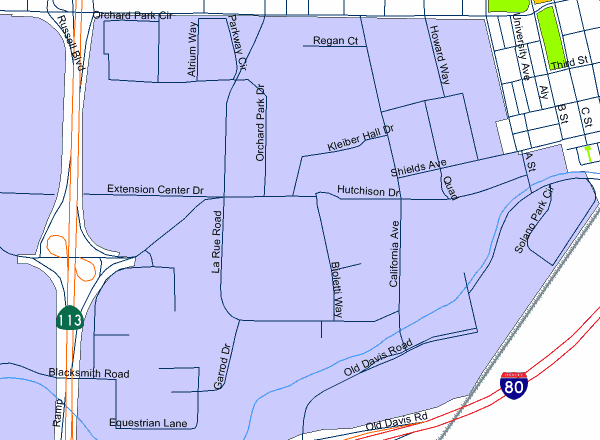 Orchard Park Cir
Russell Blvd
Atrium Way
Parkway Cir
Regan Ct
Howard Way
University Ave
Third St
Aly
B St
C St
Orchard Park Dr
Kleiber Hall Dr
Shields Ave
A St
Quad
Extension Center Dr
Hutchison Dr
Solano Park Cir
La Rue Road
California Ave
Bioletti Way
113
Garrod Dr
Old Davis Road
Blacksmith Road
80
Ramp
Equestrian Lane
Old Davis Rd